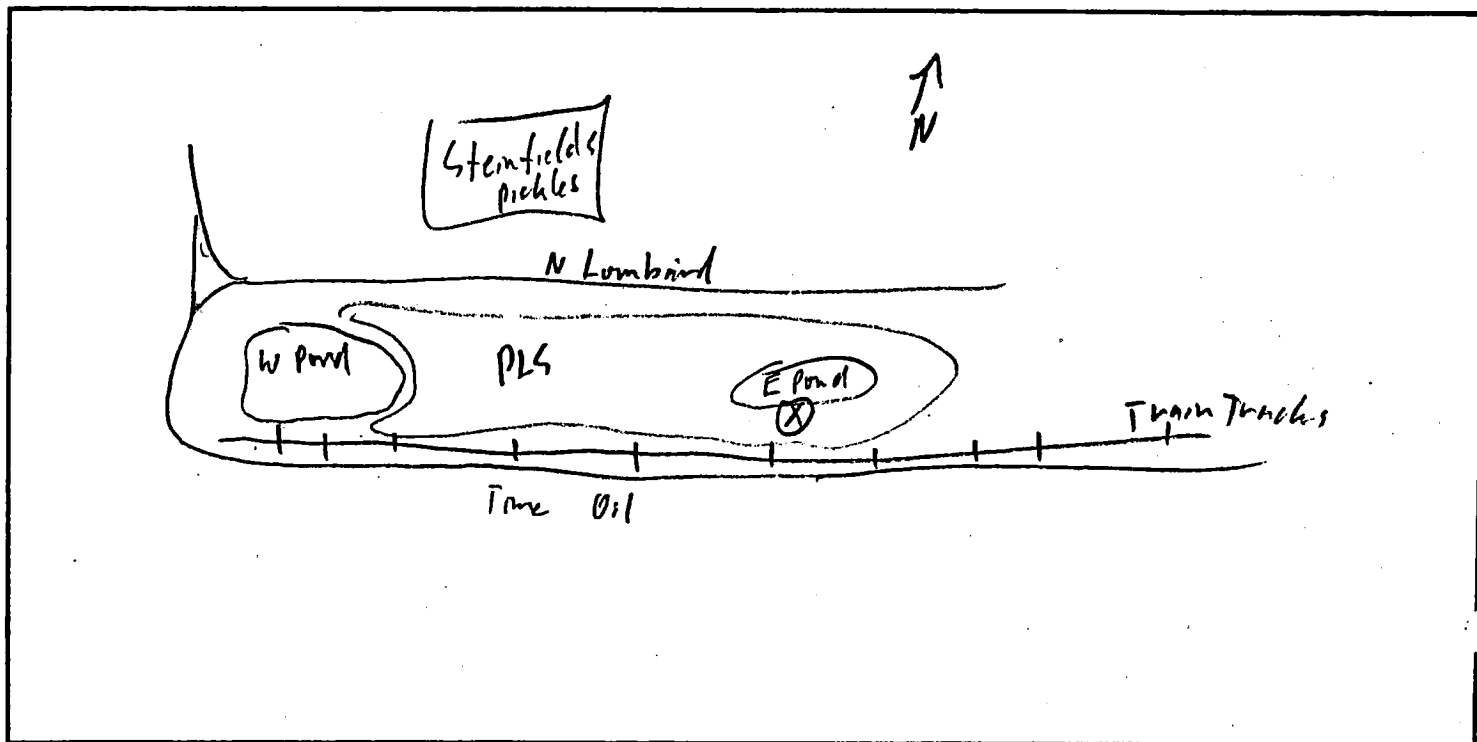 N
Steinfields
pickles
N Lombard
W Pond
PLS
E Pond
X
Train Tracks
Time Oil